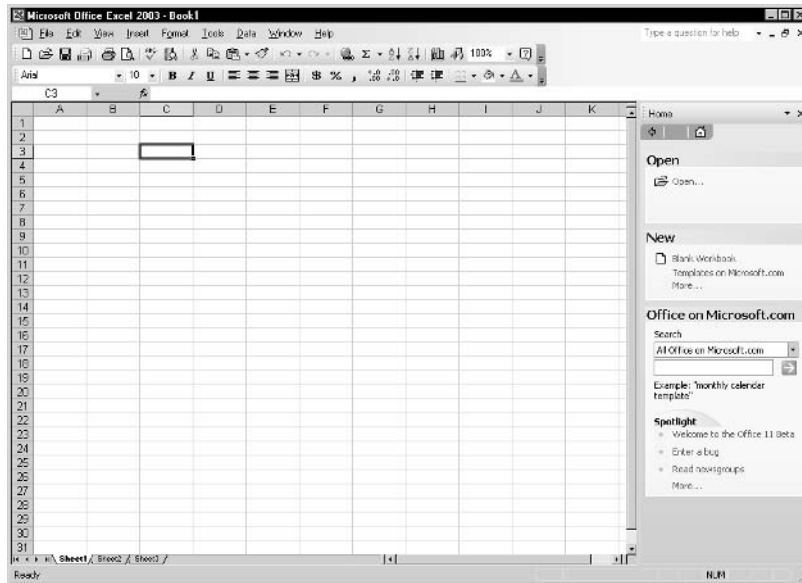 Microsoft Office Excel 2003 - Book1
File Edit View Insert Format Tools Data Window Help
Type a question for help
100%
Arial 10 B I U $ % ,
C3 fx
A B C D E F G H I J K
1
2
3
4
5
6
7
8
9
10
11
12
13
14
15
16
17
18
19
20
21
22
23
24
25
26
27
28
29
30
31
Sheet1 Sheet2 Sheet3
Ready
NUM
Home
Open
Open...
New
Blank Workbook
Templates on Microsoft.com
More...
Office on Microsoft.com
Search
All Office on Microsoft.com
Example: "monthly calendar
template"
Spotlight
Welcome to the Office 11 Beta
Enter a bug
Read newsgroups
More...